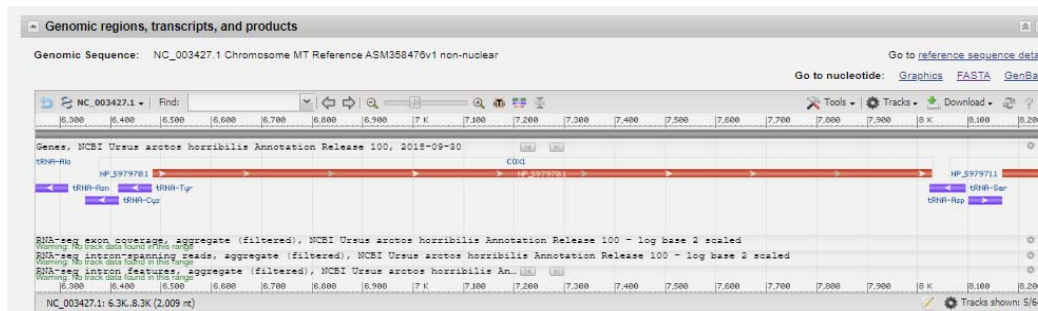 Genomic regions, transcripts, and products
Genomic Sequence: NC_003427.1 Chromosome MT Reference ASM358476v1 non-nuclear
Go to reference sequence deta
Go to nucleotide: Graphics FASTA GenBa
NC_003427.1 Find: Tools Tracks Download
6,300 6,400 6,500 6,600 6,700 6,800 6,900 7 K 7,100 7,200 7,300 7,400 7,500 7,600 7,700 7,800 7,900 8 K 8,100 8,20
Genes, NCBI Ursus arctos horribilis Annotation Release 100, 2018-09-30
tRNA-Ala COX1
NP_597970.1 NP_597970.1 NP_597971.1
tRNA-Asn tRNA-Tyr tRNA-Ser
tRNA-Cys tRNA-Asp
RNA-seq exon coverage, aggregate (filtered), NCBI Ursus arctos horribilis Annotation Release 100 - log base 2 scaled
Warning: No track data found in this range
RNA-seq intron-spanning reads, aggregate (filtered), NCBI Ursus arctos horribilis Annotation Release 100 - log base 2 scaled
Warning: No track data found in this range
RNA-seq intron features, aggregate (filtered), NCBI Ursus arctos horribilis An…
Warning: No track data found in this range
6,300 6,400 6,500 6,600 6,700 6,800 6,900 7 K 7,100 7,200 7,300 7,400 7,500 7,600 7,700 7,800 7,900 8 K 8,100 8,20
NC_003427.1: 6.3K..8.3K (2,009 nt) Tracks shown: 5/6